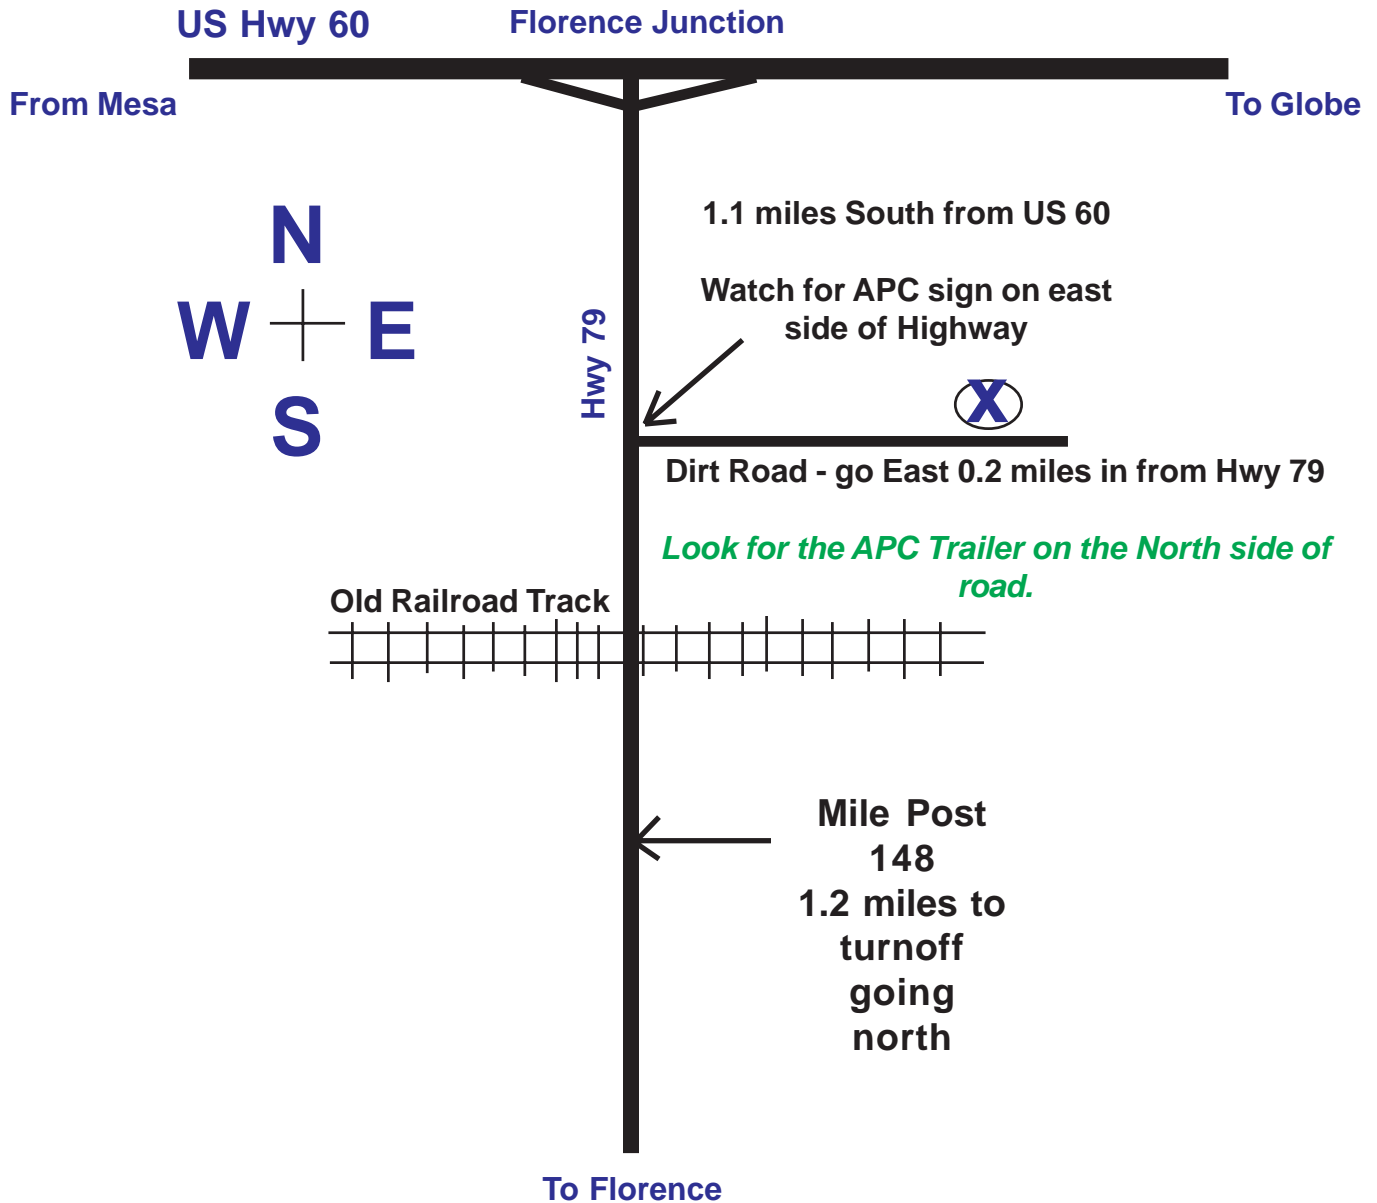 US Hwy 60
Florence Junction
From Mesa
To Globe
N
W E
S
1.1 miles South from US 60
Watch for APC sign on east
side of Highway
Hwy 79
X
Dirt Road - go East 0.2 miles in from Hwy 79
Look for the APC Trailer on the North side of
road.
Old Railroad Track
Mile Post
148
1.2 miles to
turnoff
going
north
To Florence